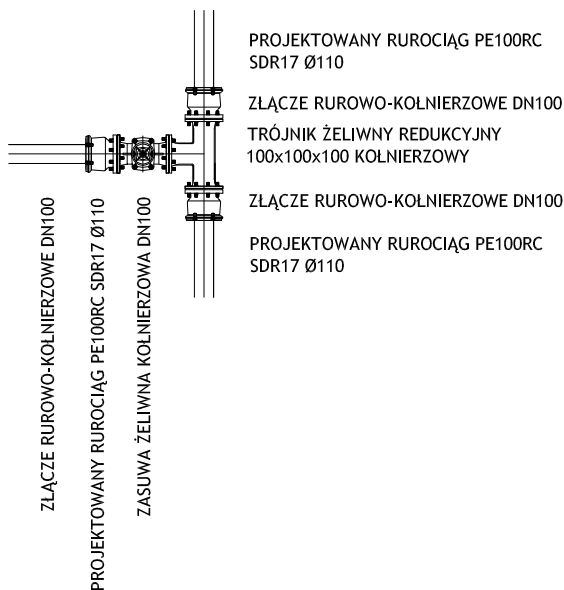 PROJEKTOWANY RUROCIĄG PE100RC
SDR17 Ø110
ZŁĄCZE RUROWO-KOŁNIERZOWE DN100
TRÓJNIK ŻELIWNY REDUKCYJNY
100x100x100 KOŁNIERZOWY
ZŁĄCZE RUROWO-KOŁNIERZOWE DN100
PROJEKTOWANY RUROCIĄG PE100RC
SDR17 Ø110
ZŁĄCZE RUROWO-KOŁNIERZOWE DN100
PROJEKTOWANY RUROCIĄG PE100RC SDR17 Ø110
ZASUWA ŻELIWNA KOŁNIERZOWA DN100